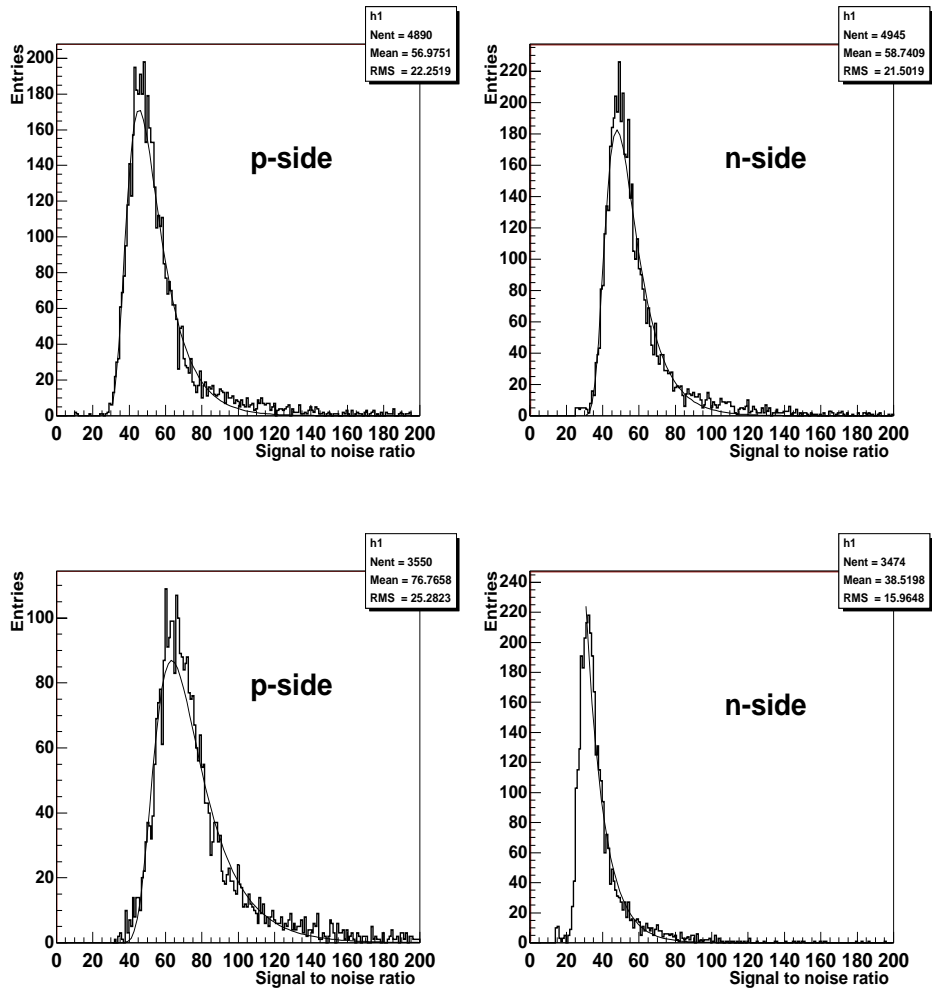 h1
Nent = 4890
Mean = 56.9751
RMS = 22.2519
Entries
200
180
160
140
120
100
80
60
40
20
0
p-side
0 20 40 60 80 100 120 140 160 180 200
Signal to noise ratio
h1
Nent = 4945
Mean = 58.7409
RMS = 21.5019
Entries
220
200
180
160
140
120
100
80
60
40
20
0
n-side
0 20 40 60 80 100 120 140 160 180 200
Signal to noise ratio
h1
Nent = 3550
Mean = 76.7658
RMS = 25.2823
Entries
100
80
60
40
20
0
p-side
0 20 40 60 80 100 120 140 160 180 200
Signal to noise ratio
h1
Nent = 3474
Mean = 38.5198
RMS = 15.9648
Entries
240
220
200
180
160
140
120
100
80
60
40
20
0
n-side
0 20 40 60 80 100 120 140 160 180 200
Signal to noise ratio